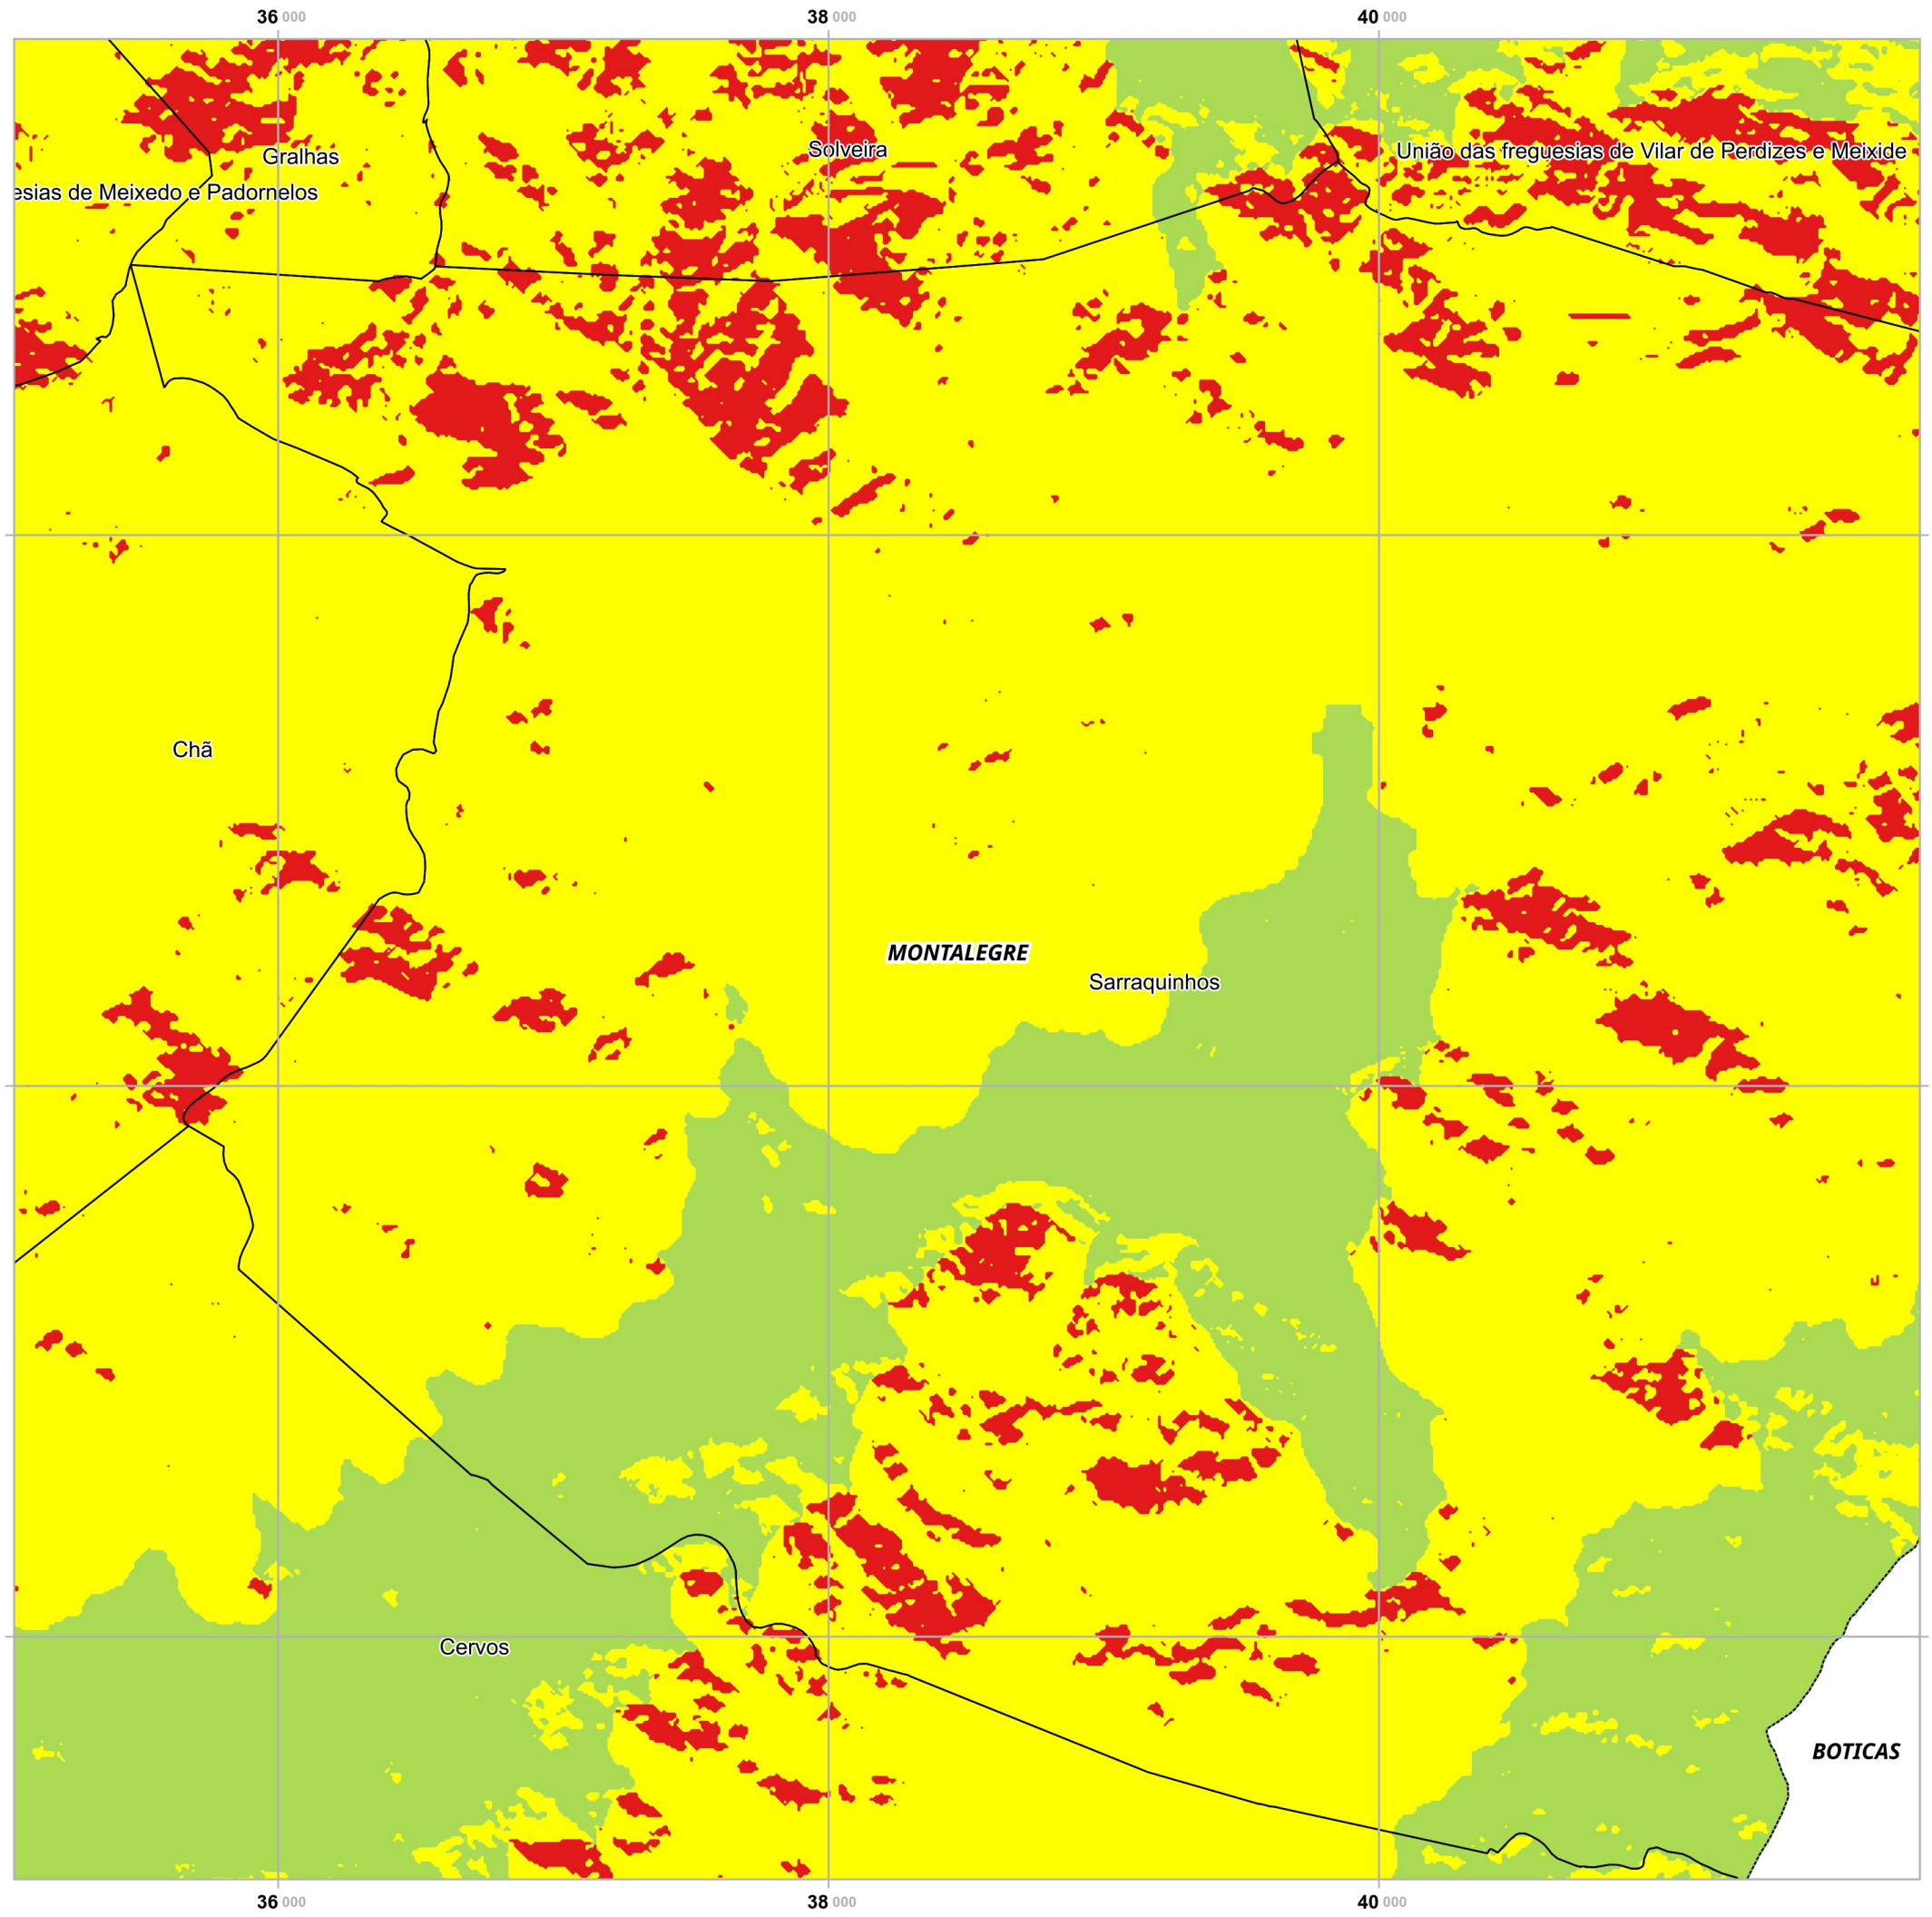 36 000 38 000 40 000
Solveira
União das freguesias de Vilar de Perdizes e Meixide
Gralhas
esias de Meixedo e Padornelos
Chã
MONTALEGRE
Sarraquinhos
Cervos
BOTICAS
36 000 38 000 40 000